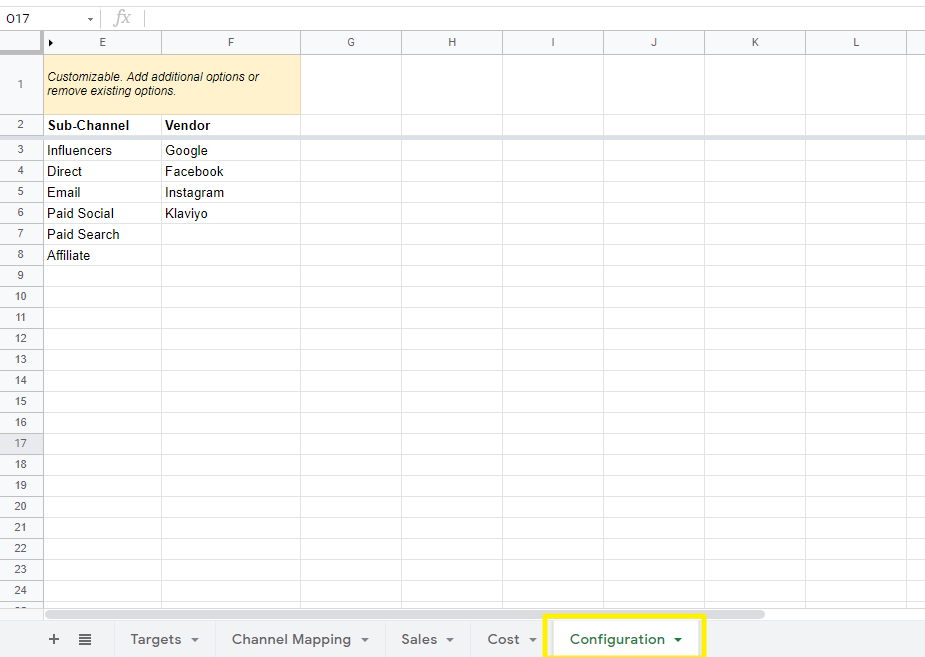 O17 fx
E F G H I J K L
1 Customizable. Add additional options or
remove existing options.
2 Sub-Channel Vendor
3 Influencers Google
4 Direct Facebook
5 Email Instagram
6 Paid Social Klaviyo
7 Paid Search
8 Affiliate
9
10
11
12
13
14
15
16
17
18
19
20
21
22
23
24
Targets Channel Mapping Sales Cost Configuration